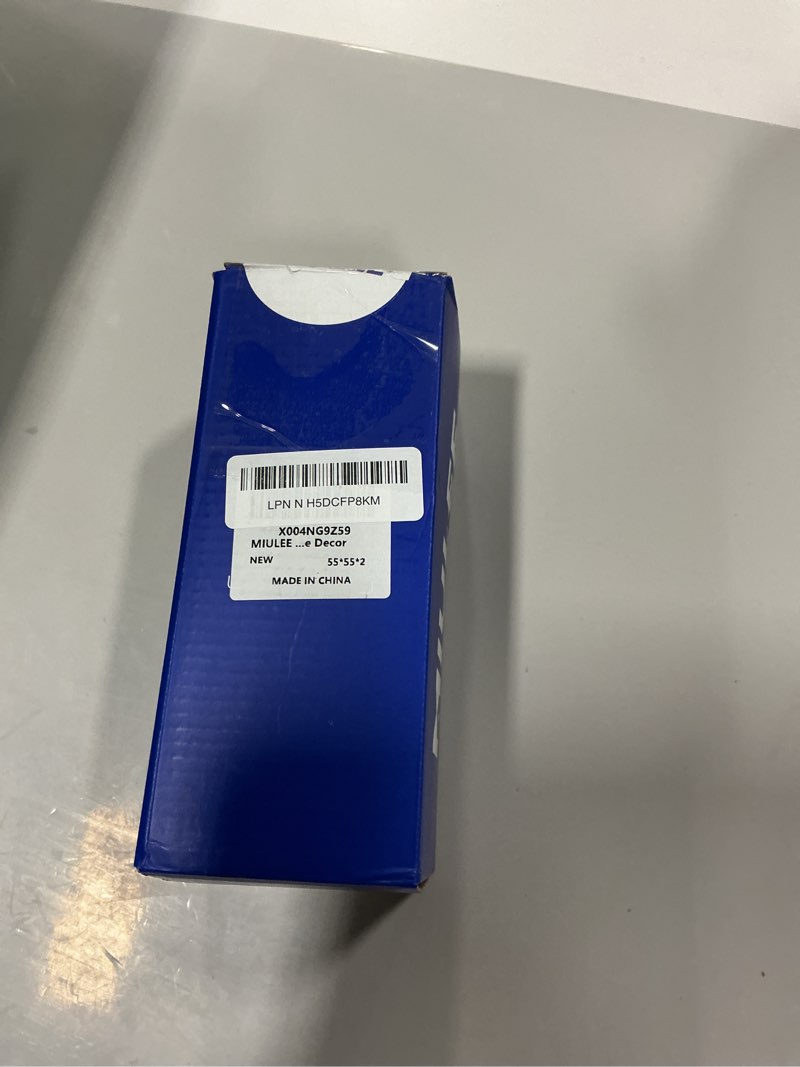 LPN N H5DCFP8KM
X004NG9Z59
MIULEE ...e Decor
NEW 55*55*2
MADE IN CHINA